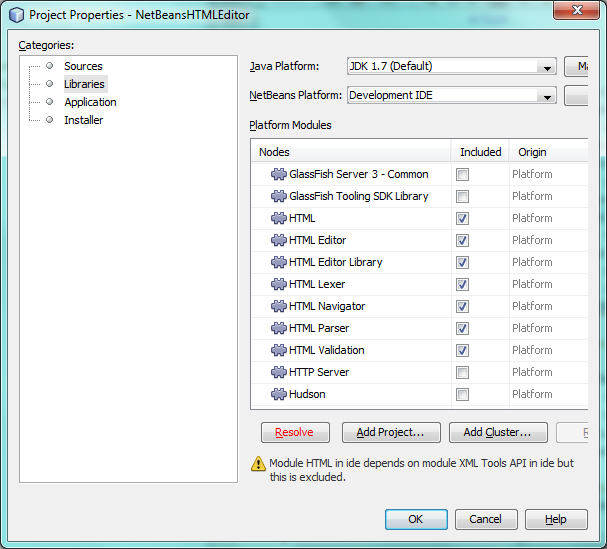 Project Properties - NetBeansHTMLEditor
Categories:
Sources
Libraries
Application
Installer
Java Platform: JDK 1.7 (Default)
NetBeans Platform: Development IDE
Platform Modules
Nodes Included Origin
GlassFish Server 3 - Common Platform
GlassFish Tooling SDK Library Platform
HTML Platform
HTML Editor Platform
HTML Editor Library Platform
HTML Lexer Platform
HTML Navigator Platform
HTML Parser Platform
HTML Validation Platform
HTTP Server Platform
Hudson Platform
Resolve Add Project... Add Cluster...
Module HTML in ide depends on module XML Tools API in ide but
this is excluded.
OK Cancel Help